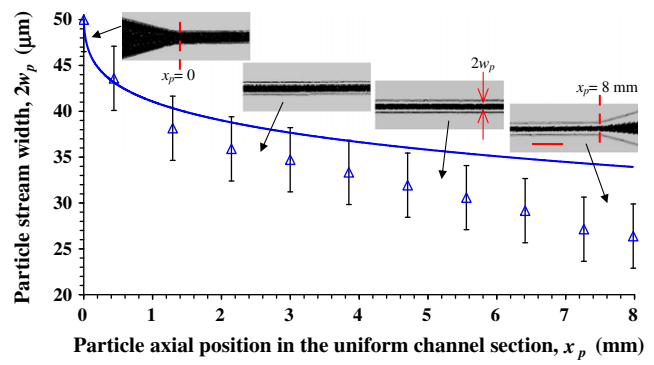 Particle stream width, 2w_p (μm)
50
45
40
35
30
25
20
x_p= 0
2w_p
x_p= 8 mm
0 1 2 3 4 5 6 7 8
Particle axial position in the uniform channel section, x_p (mm)